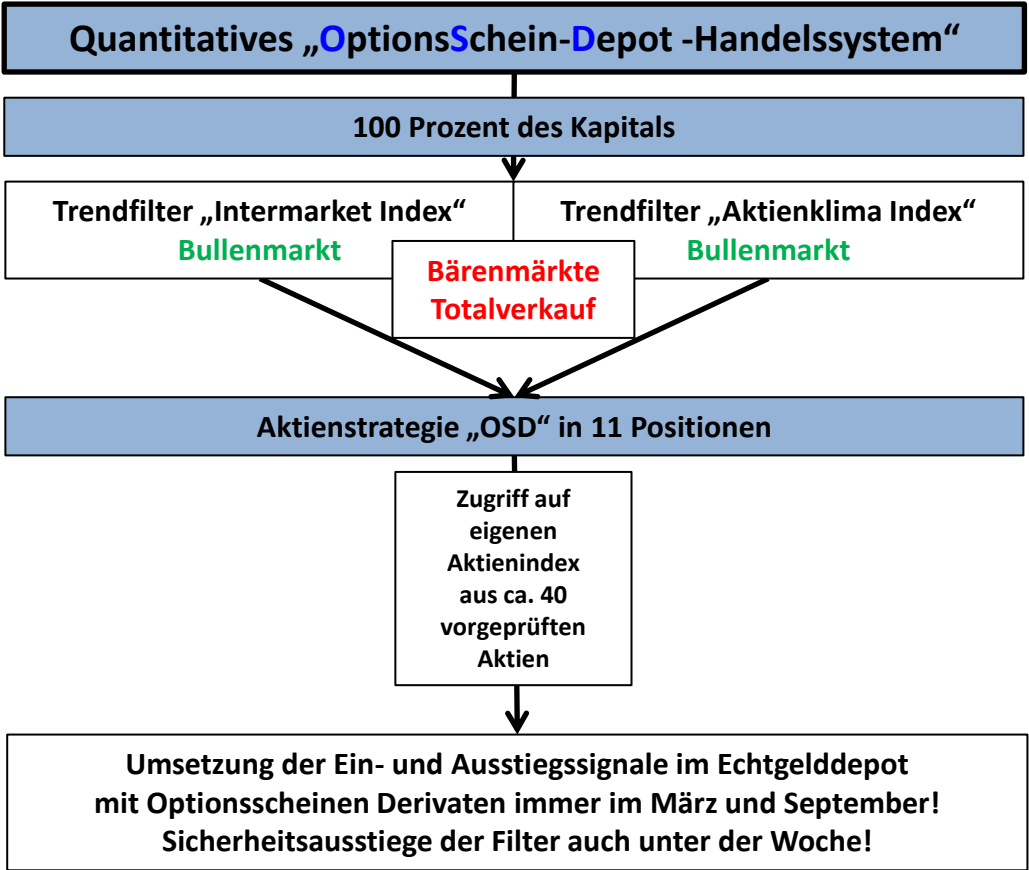 Quantitatives „OptionsSchein-Depot -Handelssystem“
100 Prozent des Kapitals
Trendfilter „Intermarket Index“
Bullenmarkt
Trendfilter „Aktienklima Index“
Bullenmarkt
Bärenmärkte
Totalverkauf
Aktienstrategie „OSD“ in 11 Positionen
Zugriff auf
eigenen
Aktienindex
aus ca. 40
vorgeprüften
Aktien
Umsetzung der Ein- und Ausstiegssignale im Echtgelddepot
mit Optionsscheinen Derivaten immer im März und September!
Sicherheitsausstiege der Filter auch unter der Woche!